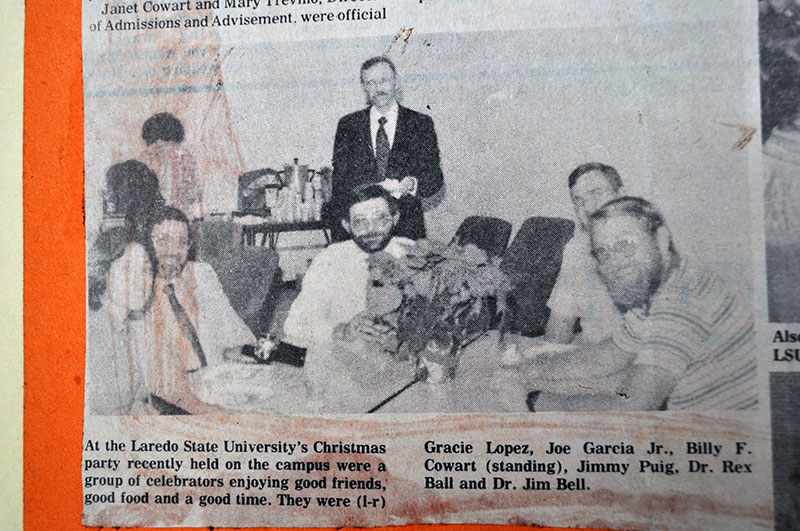 Janet Cowart and Mary Trevino,
of Admissions and Advisement, were official
At the Laredo State University's Christmas
party recently held on the campus were a
group of celebrators enjoying good friends,
good food and a good time. They were (l-r)
Gracie Lopez, Joe Garcia Jr., Billy F.
Cowart (standing), Jimmy Puig, Dr. Rex
Ball and Dr. Jim Bell.
Also
LSU